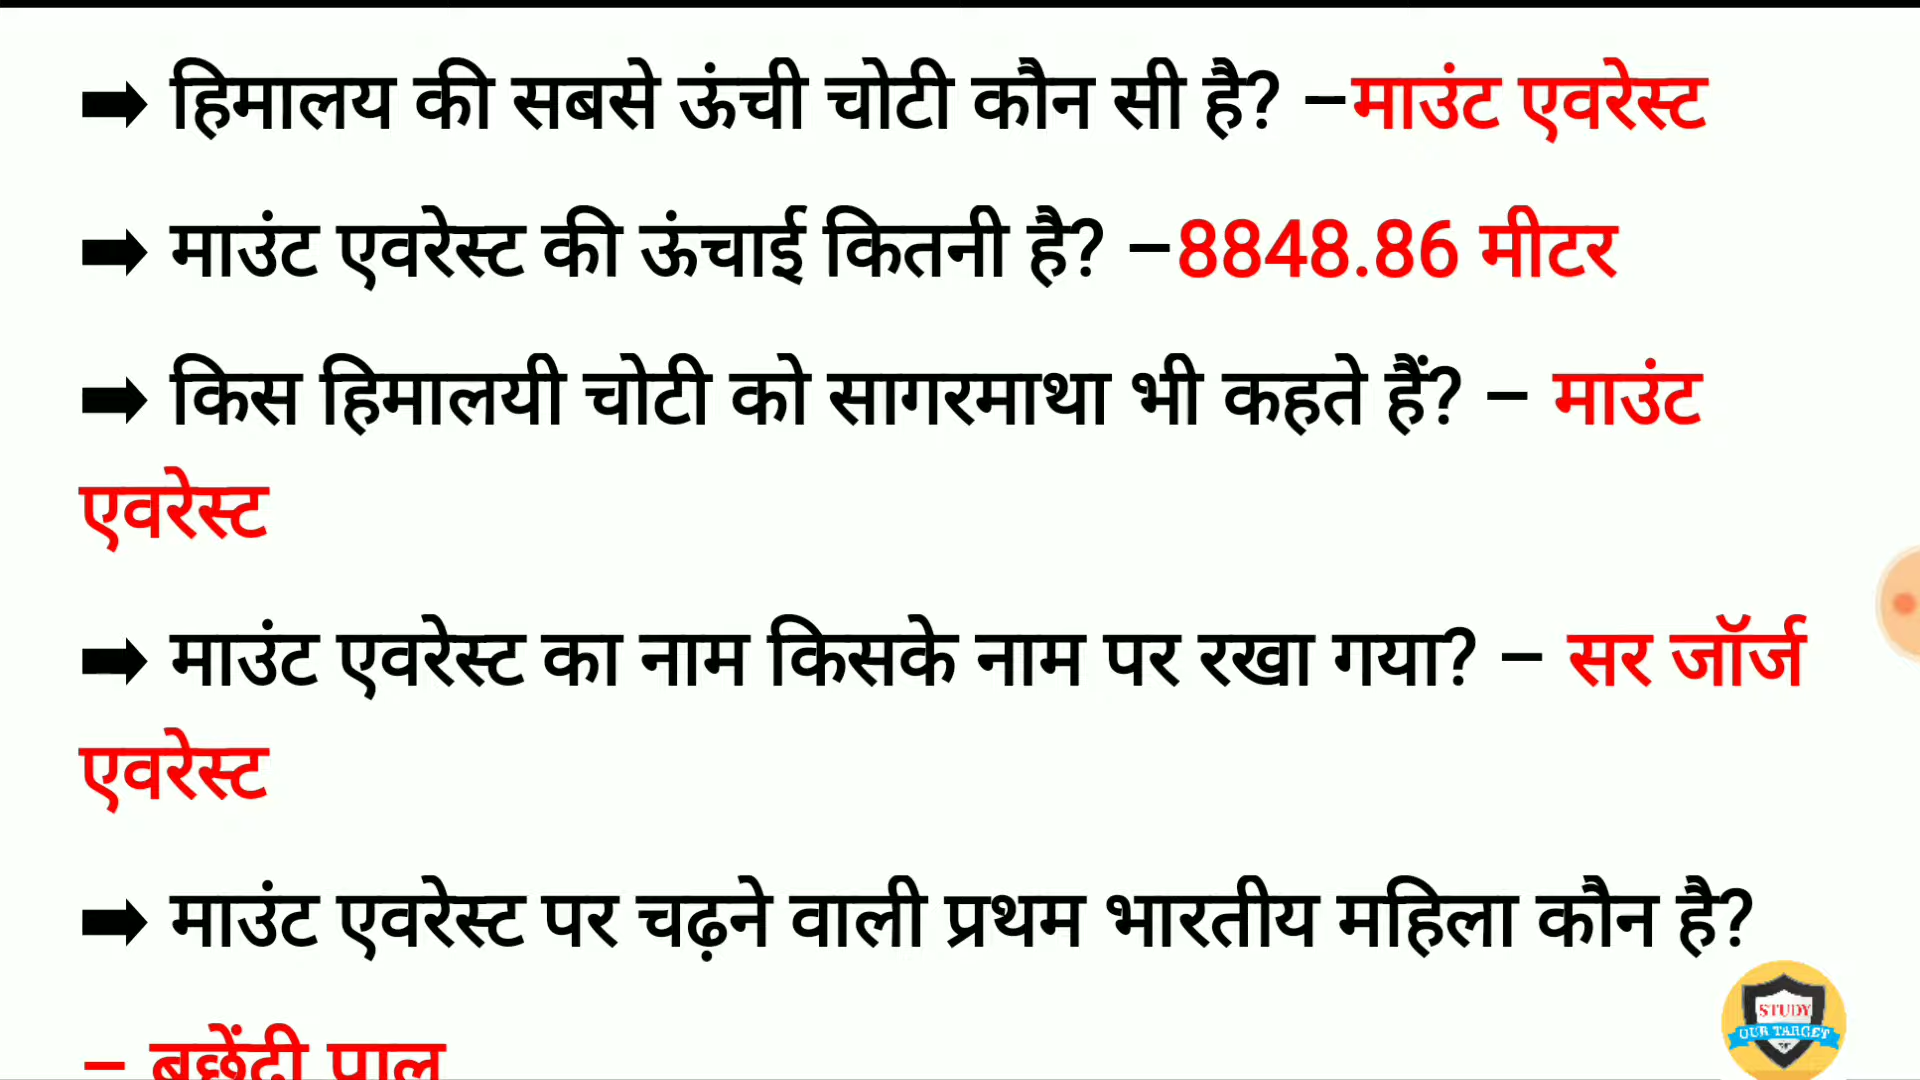 ➡ हिमालय की सबसे ऊंची चोटी कौन सी है? –माउंट एवरेस्ट
➡ माउंट एवरेस्ट की ऊंचाई कितनी है? –8848.86 मीटर
➡ किस हिमालयी चोटी को सागरमाथा भी कहते हैं? – माउंट
एवरेस्ट
➡ माउंट एवरेस्ट का नाम किसके नाम पर रखा गया? – सर जॉर्ज
एवरेस्ट
➡ माउंट एवरेस्ट पर चढ़ने वाली प्रथम भारतीय महिला कौन है?
– बछेंद्री पाल
STUDY
OUR TARGET